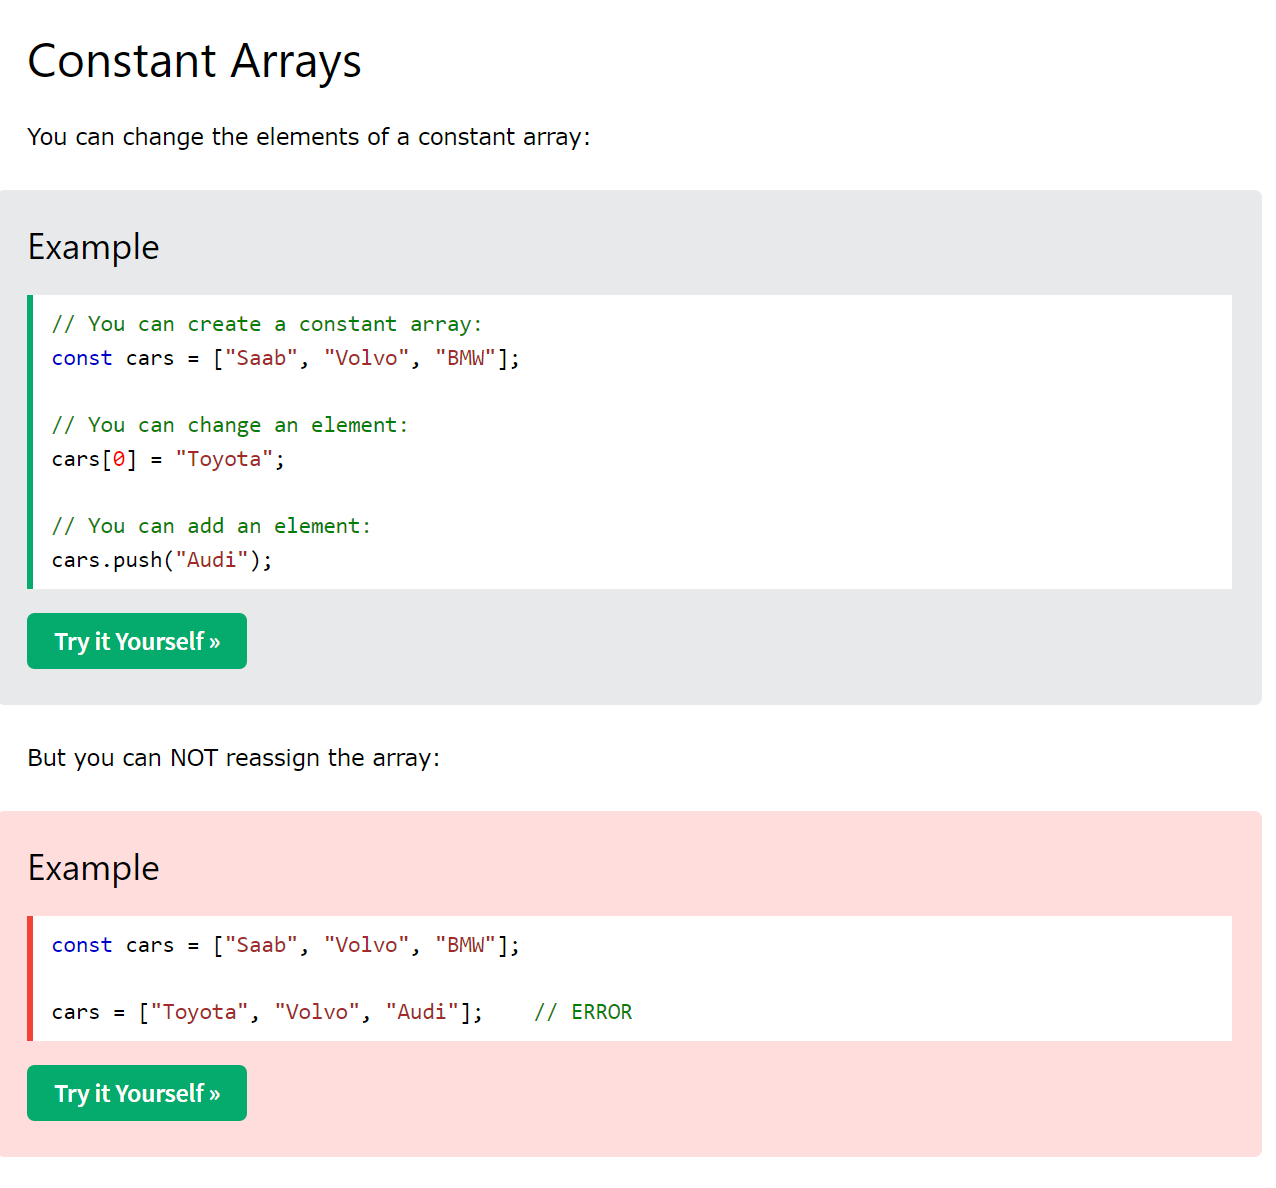 Constant Arrays
You can change the elements of a constant array:
Example
// You can create a constant array:
const cars = ["Saab", "Volvo", "BMW"];
// You can change an element:
cars[0] = "Toyota";
// You can add an element:
cars.push("Audi");
Try it Yourself »
But you can NOT reassign the array:
Example
const cars = ["Saab", "Volvo", "BMW"];
cars = ["Toyota", "Volvo", "Audi"];    // ERROR
Try it Yourself »